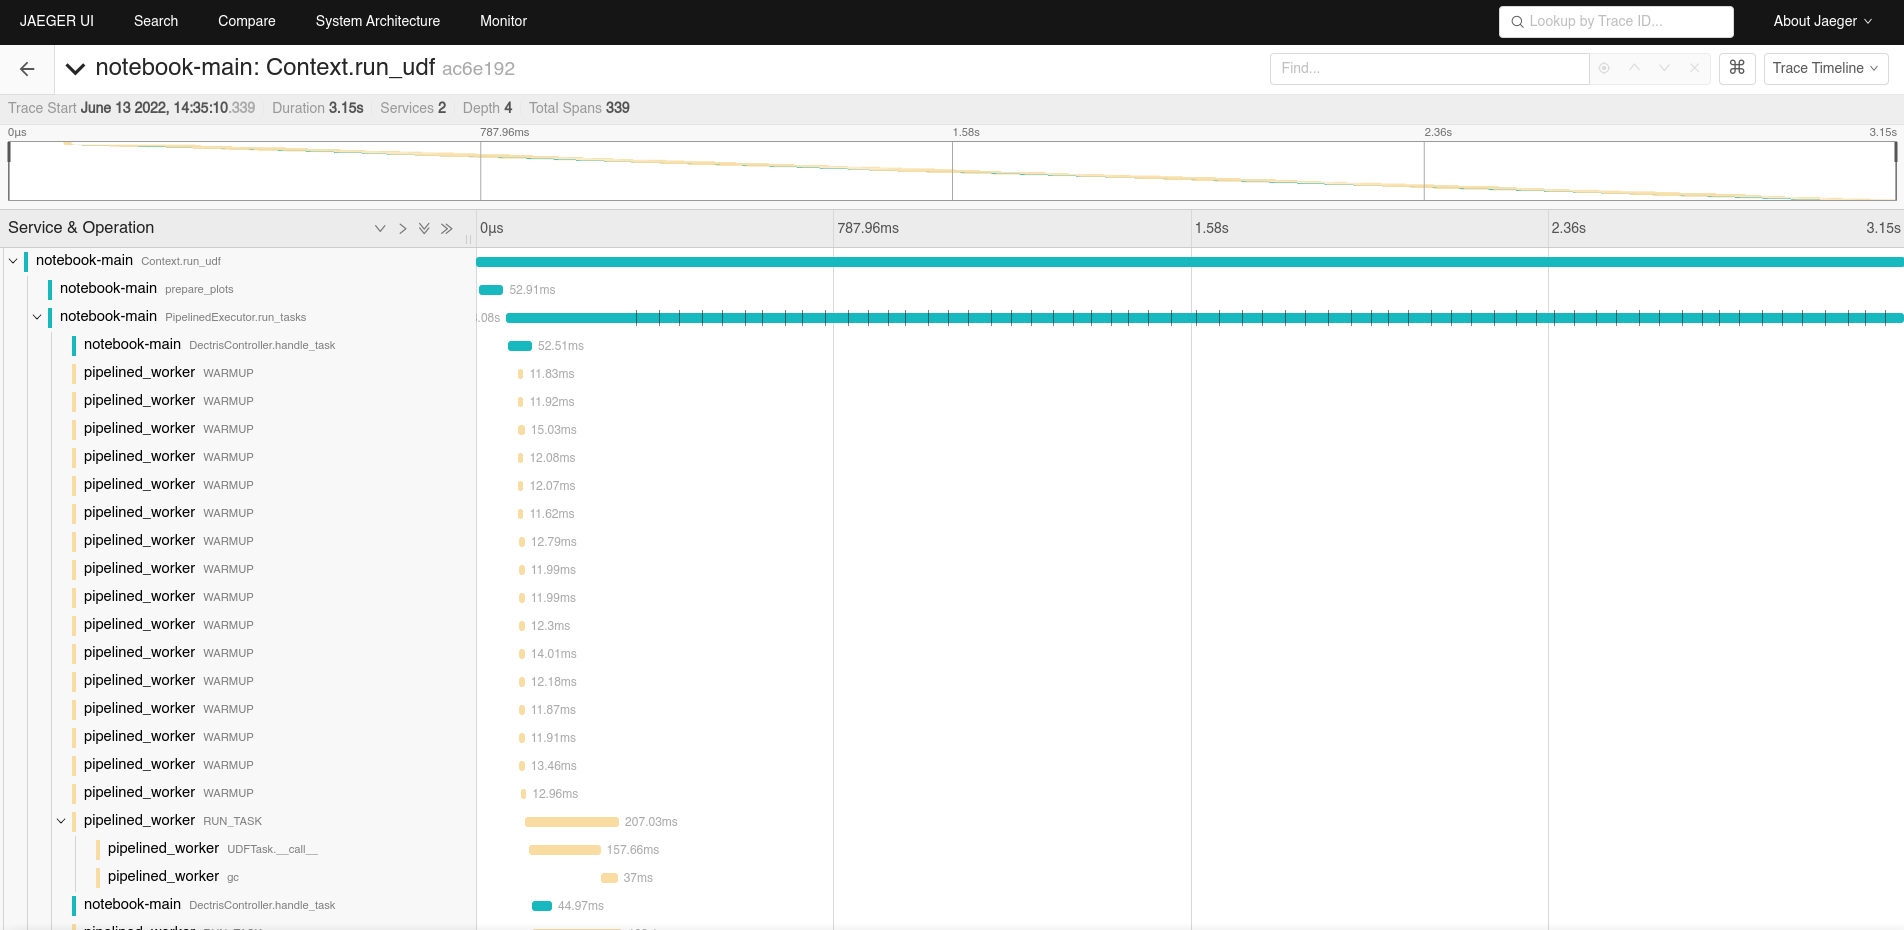 JAEGER UI Search Compare System Architecture Monitor Lookup by Trace ID... About Jaeger
notebook-main: Context.run_udf ac6e192 Find... ⌘ Trace Timeline
Trace Start June 13 2022, 14:35:10.339 Duration 3.15s Services 2 Depth 4 Total Spans 339
0μs 787.96ms 1.58s 2.36s 3.15s
Service & Operation 0μs 787.96ms 1.58s 2.36s 3.15s
notebook-main Context.run_udf
notebook-main prepare_plots 52.91ms
notebook-main PipelinedExecutor.run_tasks .08s
notebook-main DectrisController.handle_task 52.51ms
pipelined_worker WARMUP 11.83ms
pipelined_worker WARMUP 11.92ms
pipelined_worker WARMUP 15.03ms
pipelined_worker WARMUP 12.08ms
pipelined_worker WARMUP 12.07ms
pipelined_worker WARMUP 11.62ms
pipelined_worker WARMUP 12.79ms
pipelined_worker WARMUP 11.99ms
pipelined_worker WARMUP 11.99ms
pipelined_worker WARMUP 12.3ms
pipelined_worker WARMUP 14.01ms
pipelined_worker WARMUP 12.18ms
pipelined_worker WARMUP 11.87ms
pipelined_worker WARMUP 11.91ms
pipelined_worker WARMUP 13.46ms
pipelined_worker WARMUP 12.96ms
pipelined_worker RUN_TASK 207.03ms
pipelined_worker UDFTask.__call__ 157.66ms
pipelined_worker gc 37ms
notebook-main DectrisController.handle_task 44.97ms